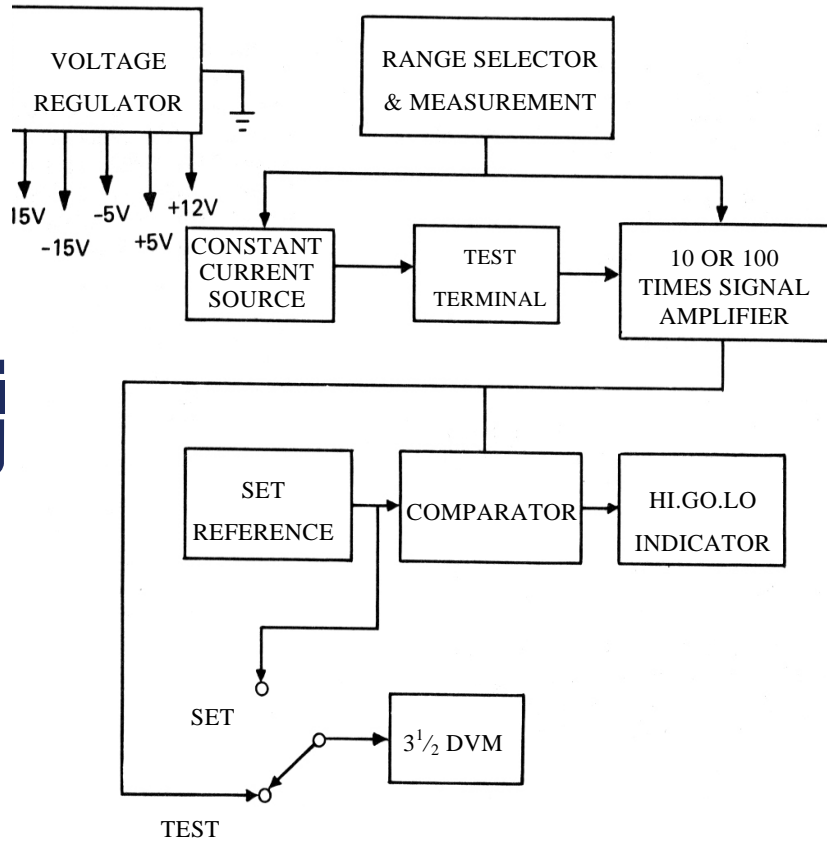 VOLTAGE
REGULATOR
RANGE SELECTOR
& MEASUREMENT
15V
-15V
-5V
+5V
+12V
CONSTANT
CURRENT
SOURCE
TEST
TERMINAL
10 OR 100
TIMES SIGNAL
AMPLIFIER
SET
REFERENCE
COMPARATOR
HI.GO.LO
INDICATOR
SET
3½ DVM
TEST